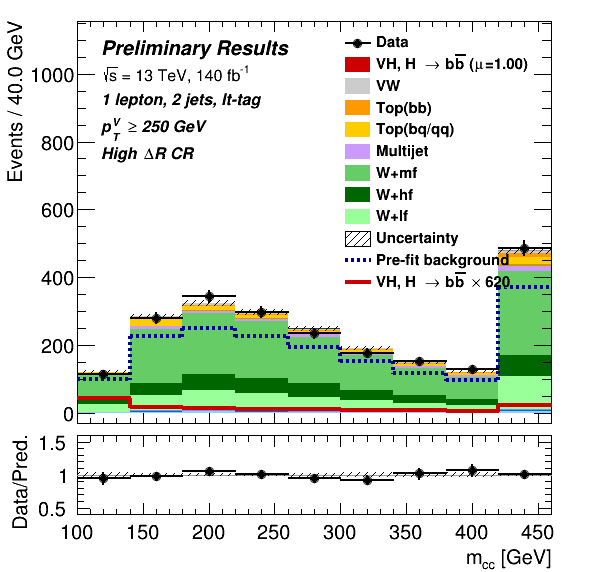 Events / 40.0 GeV
1000
800
600
400
200
0
Preliminary Results
√s = 13 TeV, 140 fb⁻¹
1 lepton, 2 jets, lt-tag
p_T^V ≥ 250 GeV
High ΔR CR
Data
VH, H → bb̅ (μ=1.00)
VW
Top(bb)
Top(bq/qq)
Multijet
W+mf
W+hf
W+lf
Uncertainty
Pre-fit background
VH, H → bb̅ × 620
Data/Pred.
1.5
1
0.5
100 150 200 250 300 350 400 450
m_cc [GeV]